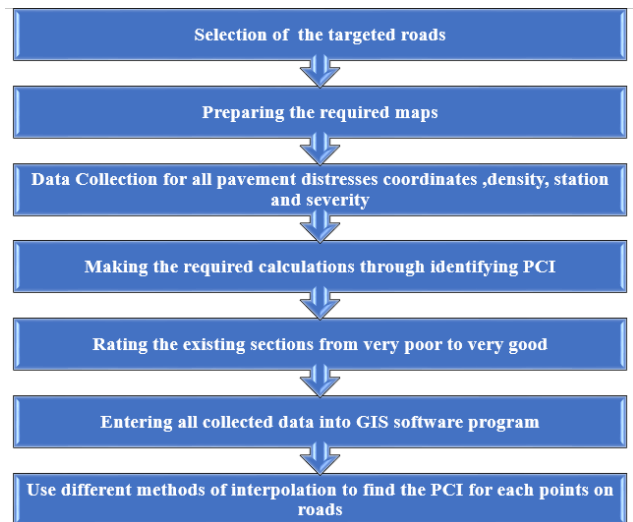 Selection of the targeted roads
Preparing the required maps
Data Collection for all pavement distresses coordinates ,density, station
and severity
Making the required calculations through identifying PCI
Rating the existing sections from very poor to very good
Entering all collected data into GIS software program
Use different methods of interpolation to find the PCI for each points on
roads